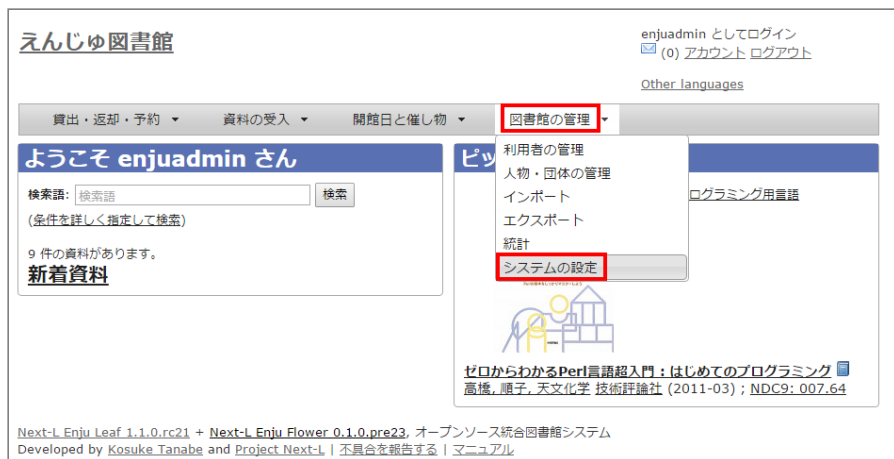 えんじゅ図書館
enjuadmin としてログイン
(0) アカウント ログアウト
Other languages
貸出・返却・予約 ▼ 資料の受入 ▼ 開館日と催し物 ▼ 図書館の管理 ▼
ようこそ enjuadmin さん
検索語: 検索語 検索
(条件を詳しく指定して検索)
9 件の資料があります。
新着資料
ピッ
利用者の管理
人物・団体の管理
インポート
エクスポート
統計
システムの設定
ログラミング用言語
ゼロからわかるPerl言語超入門 : はじめてのプログラミング
高橋, 順子, 天文化学 技術評論社 (2011-03) ; NDC9: 007.64
Next-L Enju Leaf 1.1.0.rc21 + Next-L Enju Flower 0.1.0.pre23, オープンソース統合図書館システム
Developed by Kosuke Tanabe and Project Next-L | 不具合を報告する | マニュアル